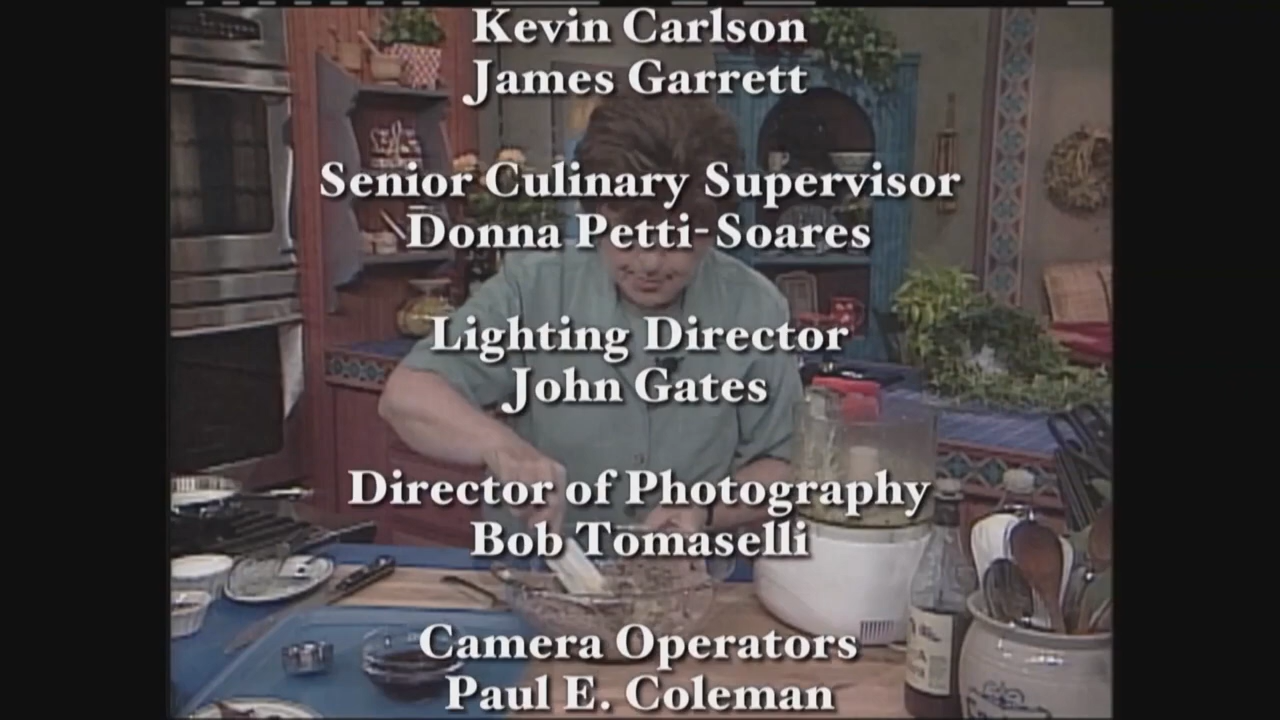 Kevin Carlson
James Garrett
Senior Culinary Supervisor
Donna Petti-Soares
Lighting Director
John Gates
Director of Photography
Bob Tomaselli
Camera Operators
Paul E. Coleman